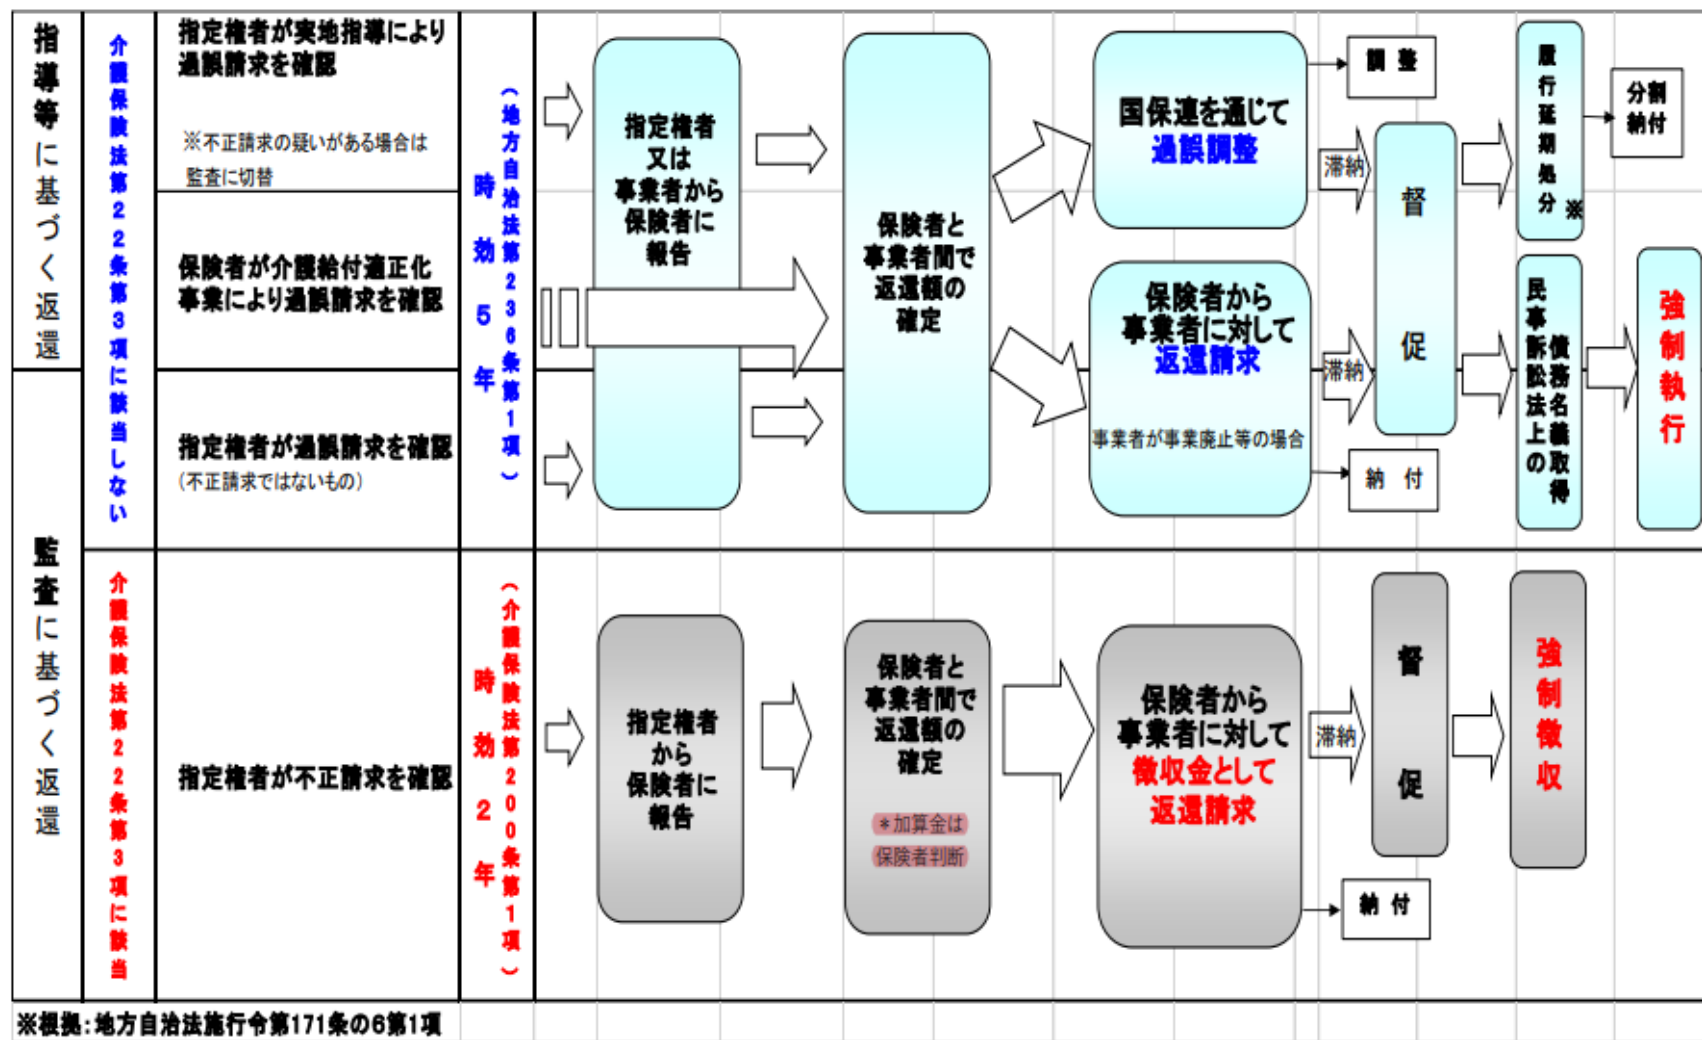 指導等に基づく返還
介護保険法第22条第3項に該当しない
指定権者が実地指導により
過誤請求を確認
※不正請求の疑いがある場合は
監査に切替
保険者が介護給付適正化
事業により過誤請求を確認
指定権者が過誤請求を確認
(不正請求ではないもの)
時効5年
(地方自治法第236条第1項)
指定権者
又は
事業者から
保険者に
報告
保険者と
事業者間で
返還額の
確定
国保連を通じて
過誤調整
調整
滞納
保険者から
事業者に対して
返還請求
事業者が事業廃止等の場合
滞納
納付
督促
履行延期処分※
分割
納付
民事訴訟法上の
債務名義取得
強制執行
監査に基づく返還
介護保険法第22条第3項に該当
指定権者が不正請求を確認
時効2年
(介護保険法第200条第1項)
指定権者
から
保険者に
報告
保険者と
事業者間で
返還額の
確定
*加算金は
保険者判断
保険者から
事業者に対して
徴収金として
返還請求
滞納
納付
督促
強制徴収
※根拠:地方自治法施行令第171条の6第1項